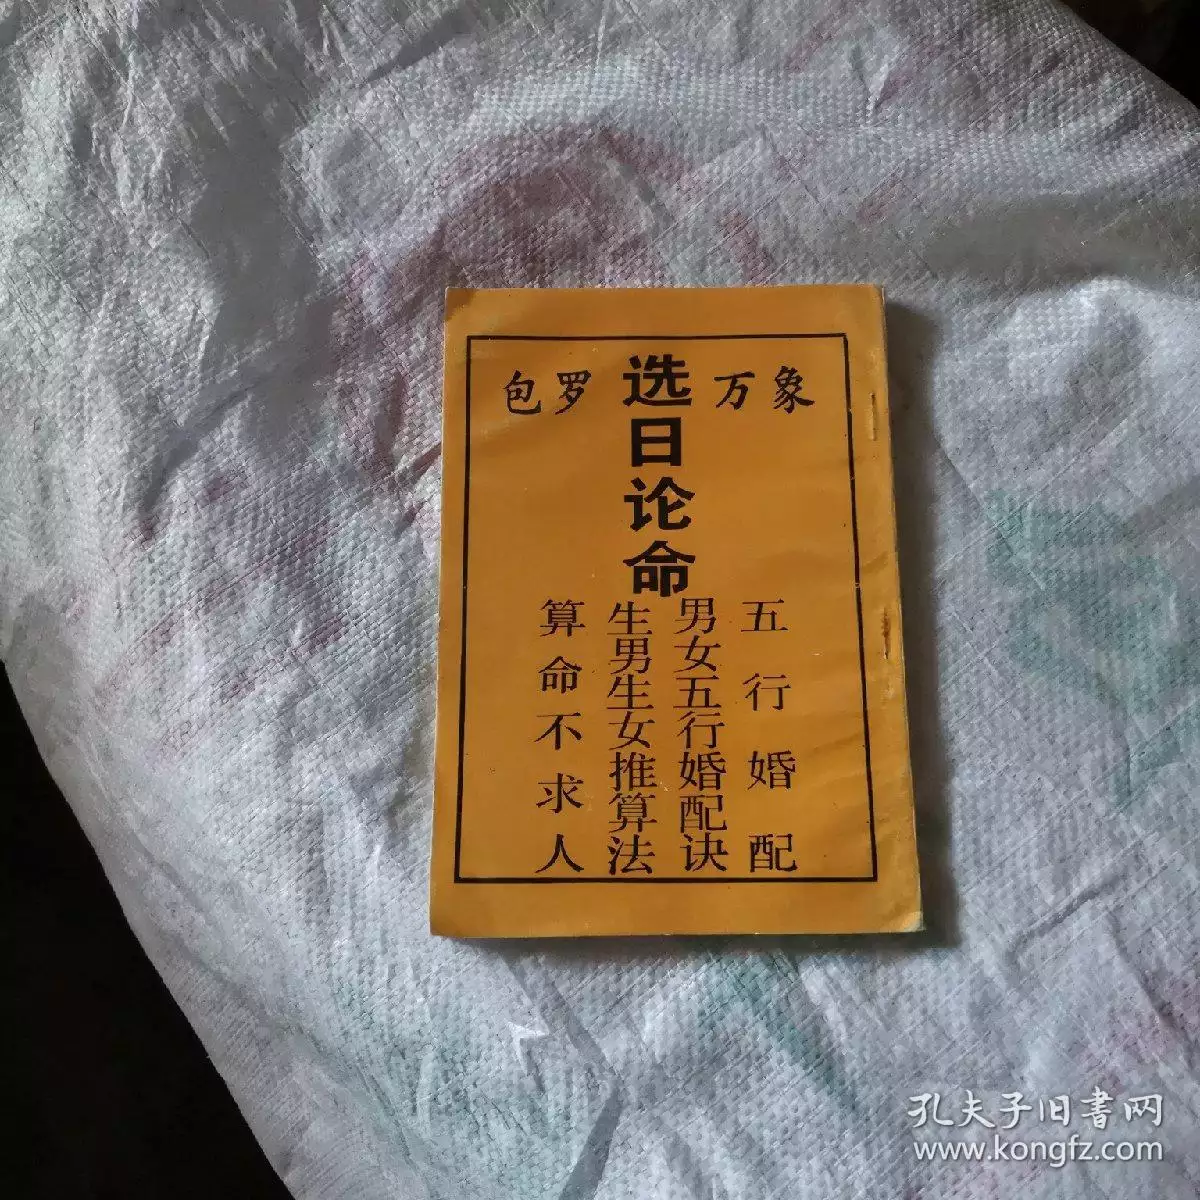 包罗
万象
选日论命
五行婚配
男女五行婚配诀
生男生女推算法
算命不求人
孔夫子旧書网
www.kongfz.com